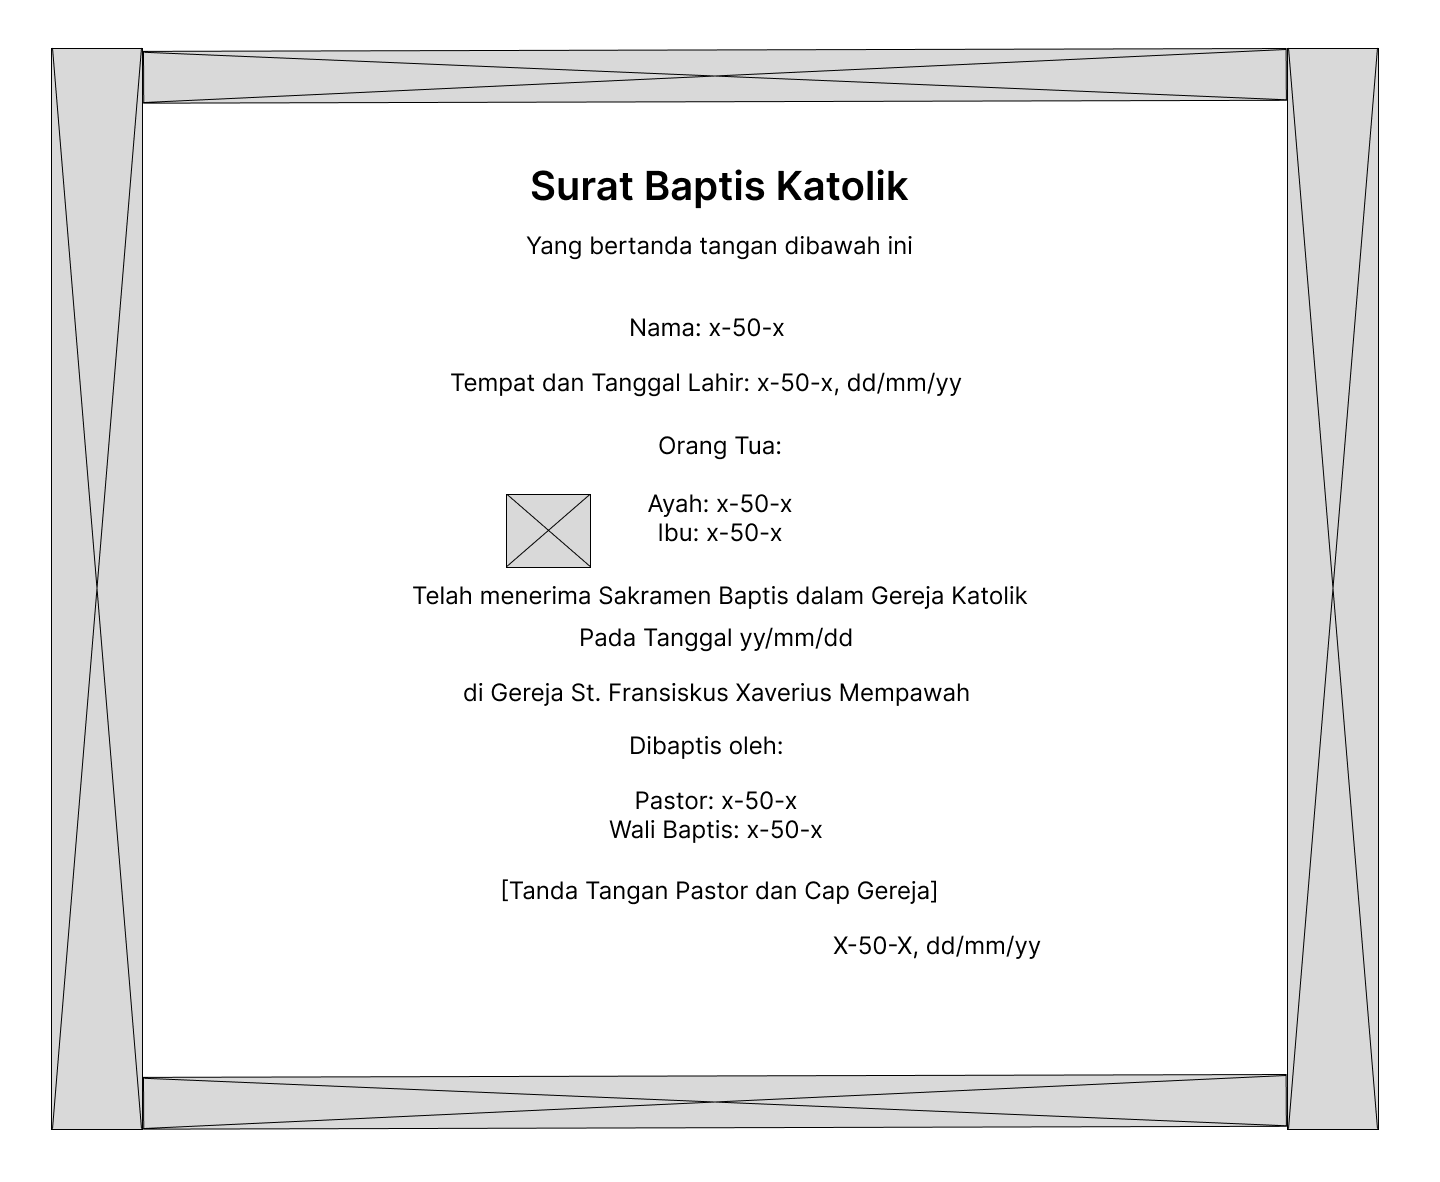 Surat Baptis Katolik
Yang bertanda tangan dibawah ini
Nama: x-50-x
Tempat dan Tanggal Lahir: x-50-x, dd/mm/yy
Orang Tua:
Ayah: x-50-x
Ibu: x-50-x
Telah menerima Sakramen Baptis dalam Gereja Katolik
Pada Tanggal yy/mm/dd
di Gereja St. Fransiskus Xaverius Mempawah
Dibaptis oleh:
Pastor: x-50-x
Wali Baptis: x-50-x
[Tanda Tangan Pastor dan Cap Gereja]
X-50-X, dd/mm/yy